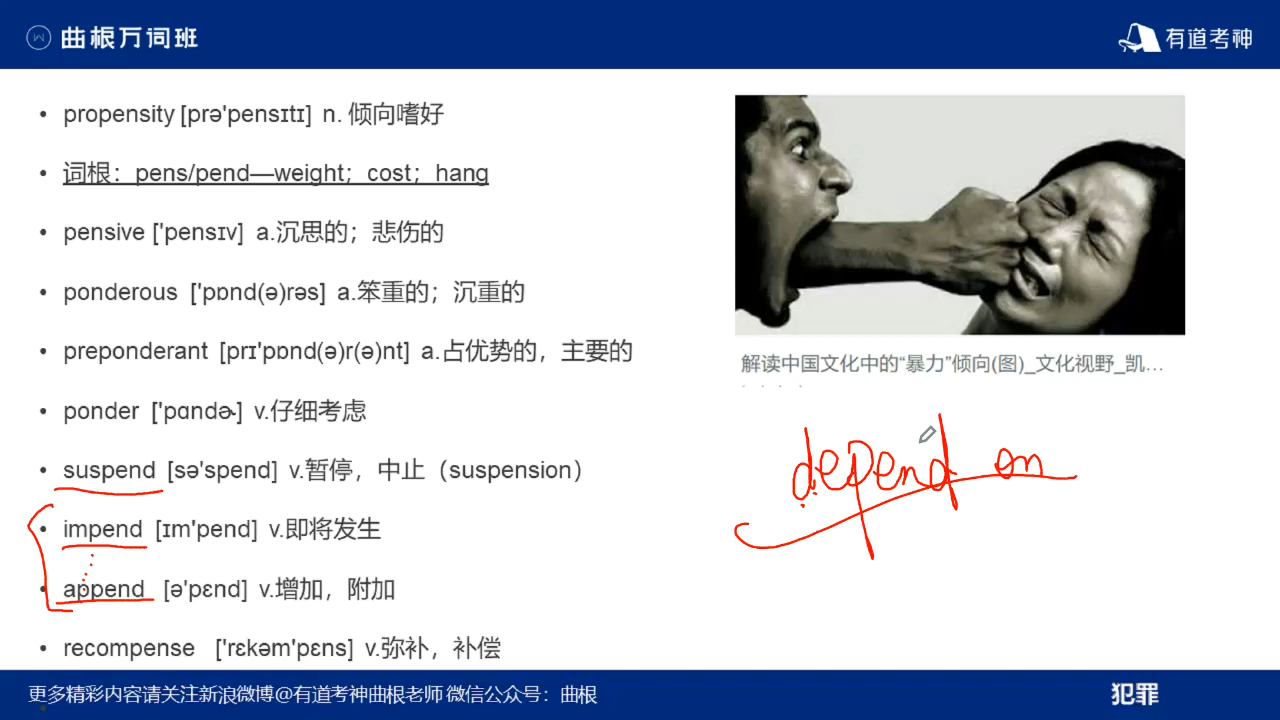 曲根万词班
有道考神
propensity [prə'pensɪtɪ] n. 倾向嗜好
词根：pens/pend—weight；cost；hang
pensive ['pensɪv] a.沉思的；悲伤的
ponderous ['pɒnd(ə)rəs] a.笨重的；沉重的
preponderant [prɪ'pɒnd(ə)r(ə)nt] a.占优势的，主要的
ponder ['pɑndɚ] v.仔细考虑
suspend [sə'spend] v.暂停，中止（suspension）
impend [ɪm'pend] v.即将发生
append [ə'pɛnd] v.增加，附加
recompense ['rɛkəm'pɛns] v.弥补，补偿
解读中国文化中的“暴力”倾向(图)_文化视野_凯…
depend on
更多精彩内容请关注新浪微博@有道考神曲根老师 微信公众号：曲根
犯罪